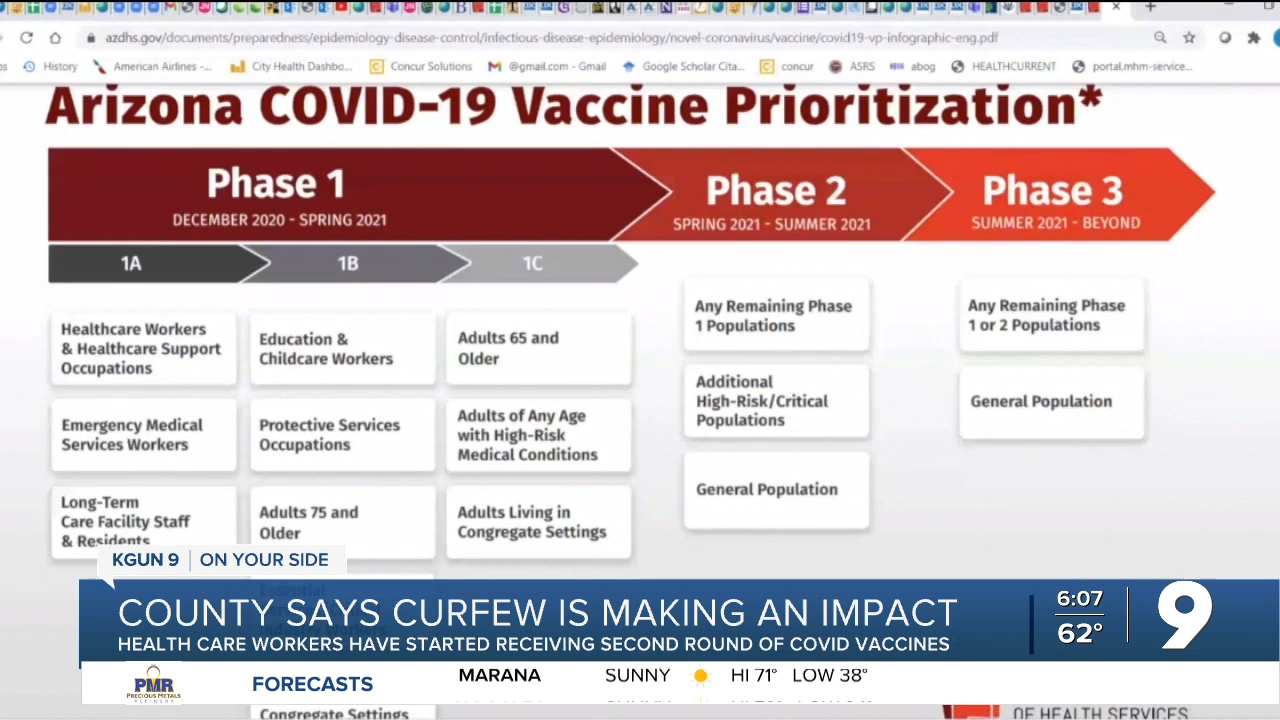 azdhs.gov/documents/preparedness/epidemiology-disease-control/infectious-disease-epidemiology/novel-coronavirus/vaccine/covid19-vp-infographic-eng.pdf
History American Airlines -... City Health Dashbo... Concur Solutions @gmail.com - Gmail Google Scholar Cita... concur ASRS abog HEALTHCURRENT portal.mhm-service...
Arizona COVID-19 Vaccine Prioritization*
Phase 1
DECEMBER 2020 - SPRING 2021
Phase 2
SPRING 2021 - SUMMER 2021
Phase 3
SUMMER 2021 - BEYOND
1A
1B
1C
Healthcare Workers
& Healthcare Support
Occupations
Emergency Medical
Services Workers
Long-Term
Care Facility Staff
& Residents
Education &
Childcare Workers
Protective Services
Occupations
Adults 75 and
Older
Essential
Adults 65 and
Older
Adults of Any Age
with High-Risk
Medical Conditions
Adults Living in
Congregate Settings
Any Remaining Phase
1 Populations
Additional
High-Risk/Critical
Populations
General Population
Any Remaining Phase
1 or 2 Populations
General Population
KGUN 9 | ON YOUR SIDE
COUNTY SAYS CURFEW IS MAKING AN IMPACT
HEALTH CARE WORKERS HAVE STARTED RECEIVING SECOND ROUND OF COVID VACCINES
6:07
62°
9
PMR
PRECIOUS METALS
REFINERY
FORECASTS
MARANA SUNNY HI 71° LOW 38°
Congregate Settings
OF HEALTH SERVICES